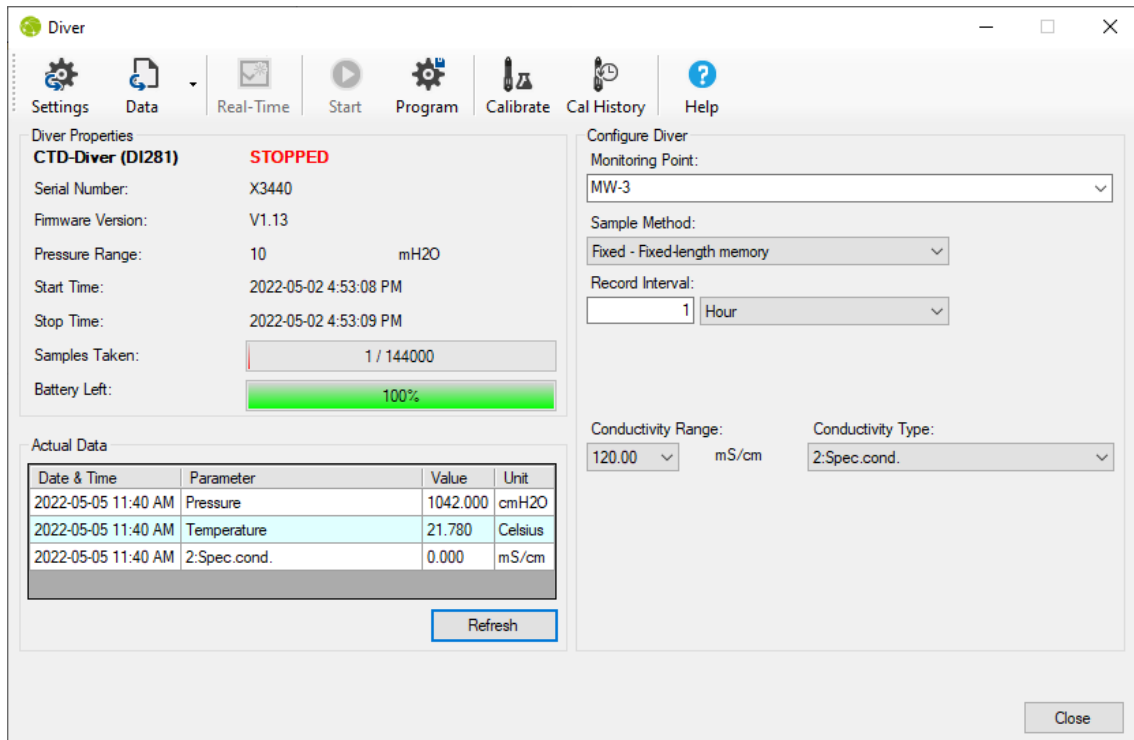 Diver
Settings Data Real-Time Start Program Calibrate Cal History Help
Diver Properties
CTD-Diver (DI281) STOPPED
Serial Number: X3440
Firmware Version: V1.13
Pressure Range: 10 mH2O
Start Time: 2022-05-02 4:53:08 PM
Stop Time: 2022-05-02 4:53:09 PM
Samples Taken: 1 / 144000
Battery Left: 100%
Actual Data
Date & Time Parameter Value Unit
2022-05-05 11:40 AM Pressure 1042.000 cmH2O
2022-05-05 11:40 AM Temperature 21.780 Celsius
2022-05-05 11:40 AM 2:Spec.cond. 0.000 mS/cm
Refresh
Configure Diver
Monitoring Point:
MW-3
Sample Method:
Fixed - Fixed-length memory
Record Interval:
1 Hour
Conductivity Range: Conductivity Type:
120.00 mS/cm 2:Spec.cond.
Close